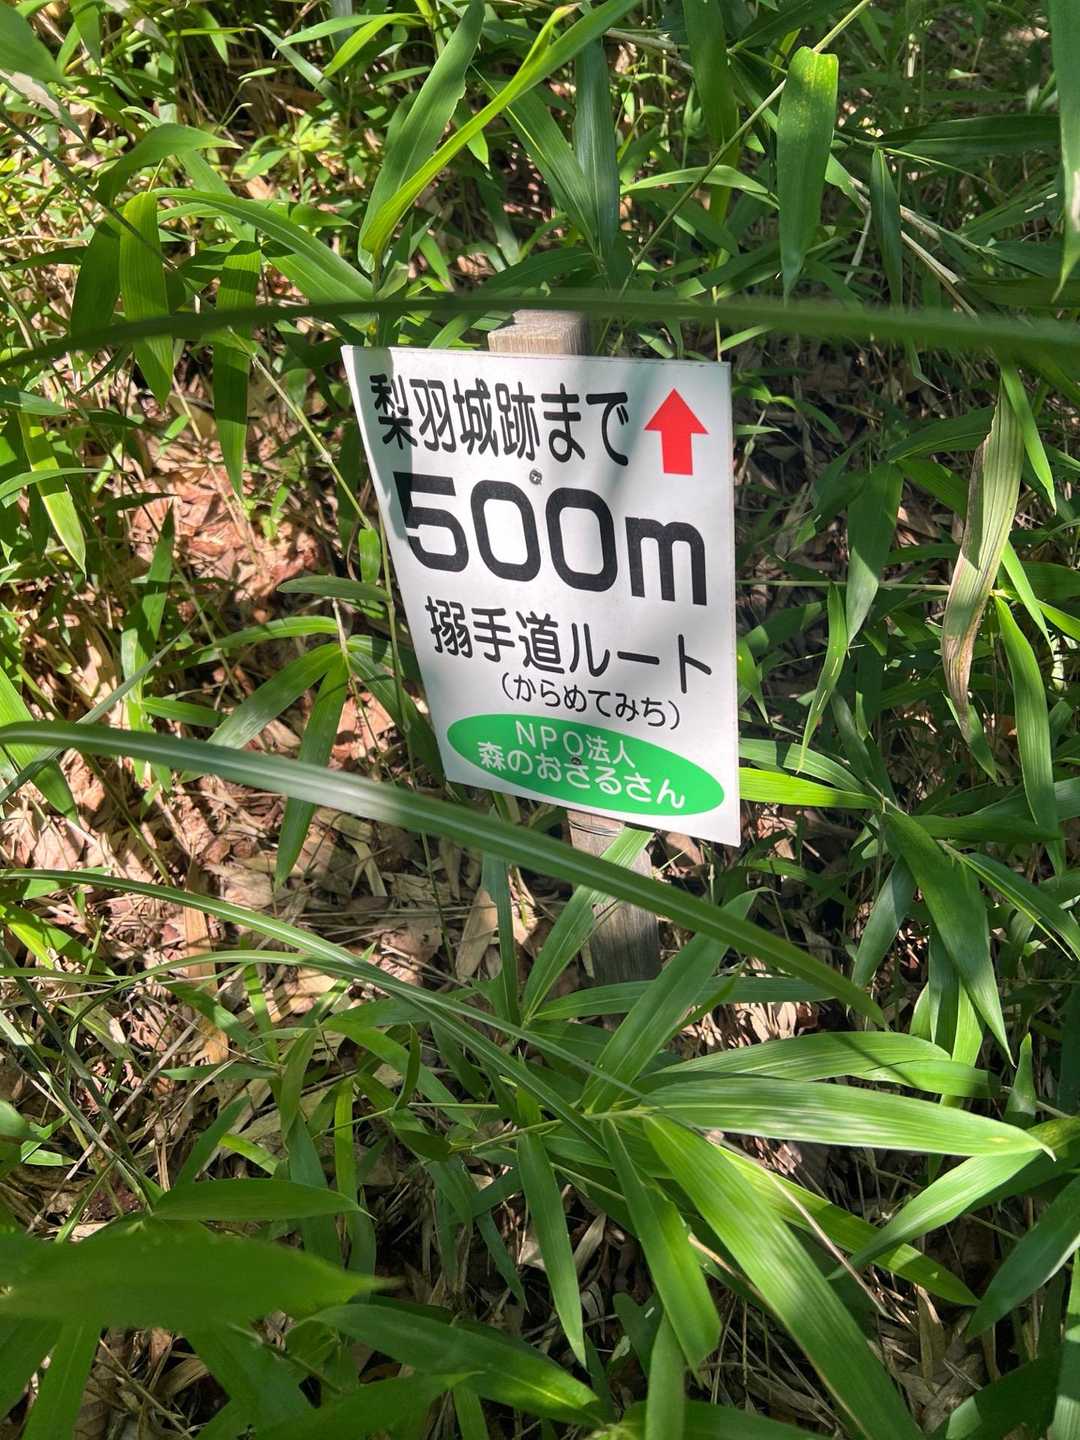 梨羽城跡まで
500m
搦手道ルート
(からめてみち)
NPO法人
森のおざるさん